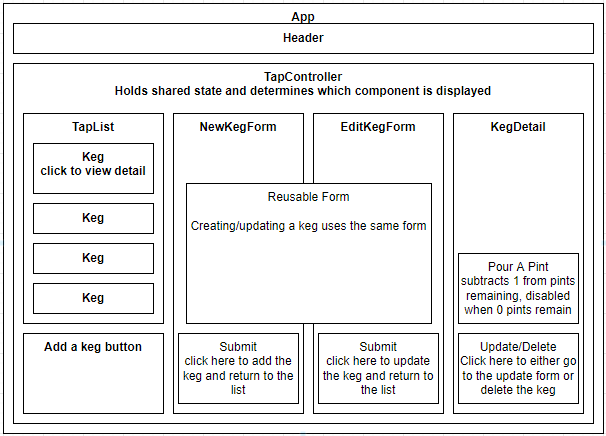 App
Header
TapController
Holds shared state and determines which component is displayed
TapList
Keg
click to view detail
Keg
Keg
Keg
Add a keg button
NewKegForm
EditKegForm
Reusable Form
Creating/updating a keg uses the same form
Submit
click here to add the
keg and return to the
list
Submit
click here to update
the keg and return to
the list
KegDetail
Pour A Pint
subtracts 1 from pints
remaining, disabled
when 0 pints remain
Update/Delete
Click here to either go
to the update form or
delete the keg